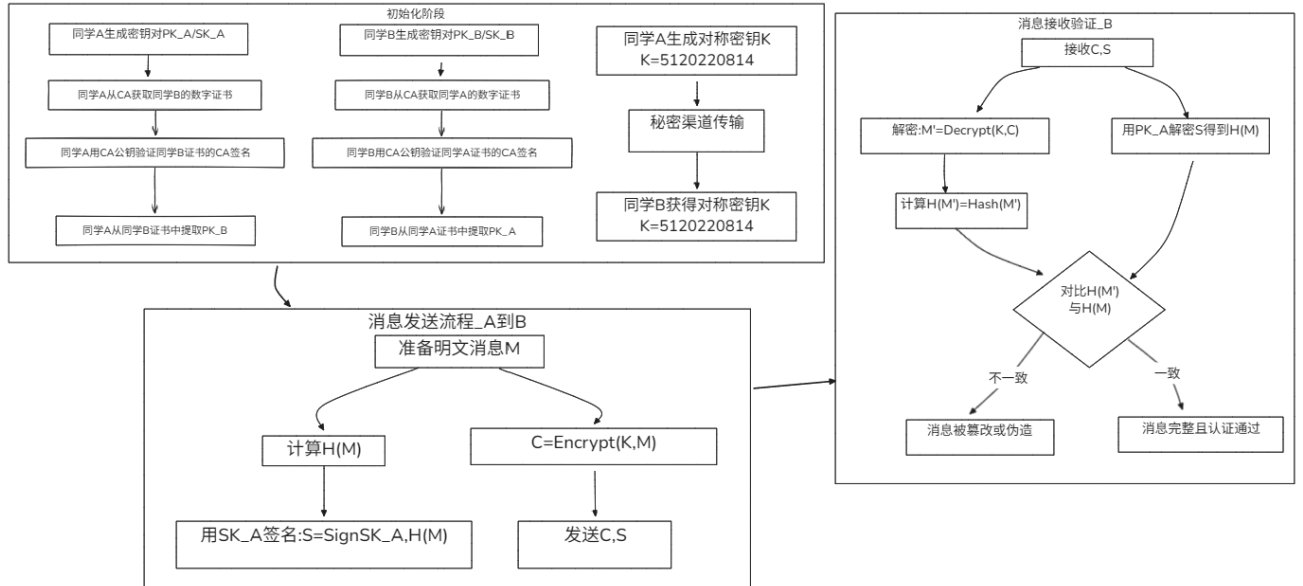 初始化阶段
同学A生成密钥对PK_A/SK_A
同学A从CA获取同学B的数字证书
同学A用CA公钥验证同学B证书的CA签名
同学A从同学B证书中提取PK_B
同学B生成密钥对PK_B/SK_B
同学B从CA获取同学A的数字证书
同学B用CA公钥验证同学A证书的CA签名
同学B从同学A证书中提取PK_A
同学A生成对称密钥K
K=5120220814
秘密渠道传输
同学B获得对称密钥K
K=5120220814
消息发送流程_A到B
准备明文消息M
计算H(M)
C=Encrypt(K,M)
用SK_A签名:S=SignSK_A,H(M)
发送C,S
消息接收验证_B
接收C,S
解密:M'=Decrypt(K,C)
用PK_A解密S得到H(M)
计算H(M')=Hash(M')
对比H(M')
与H(M)
不一致
一致
消息被篡改或伪造
消息完整且认证通过